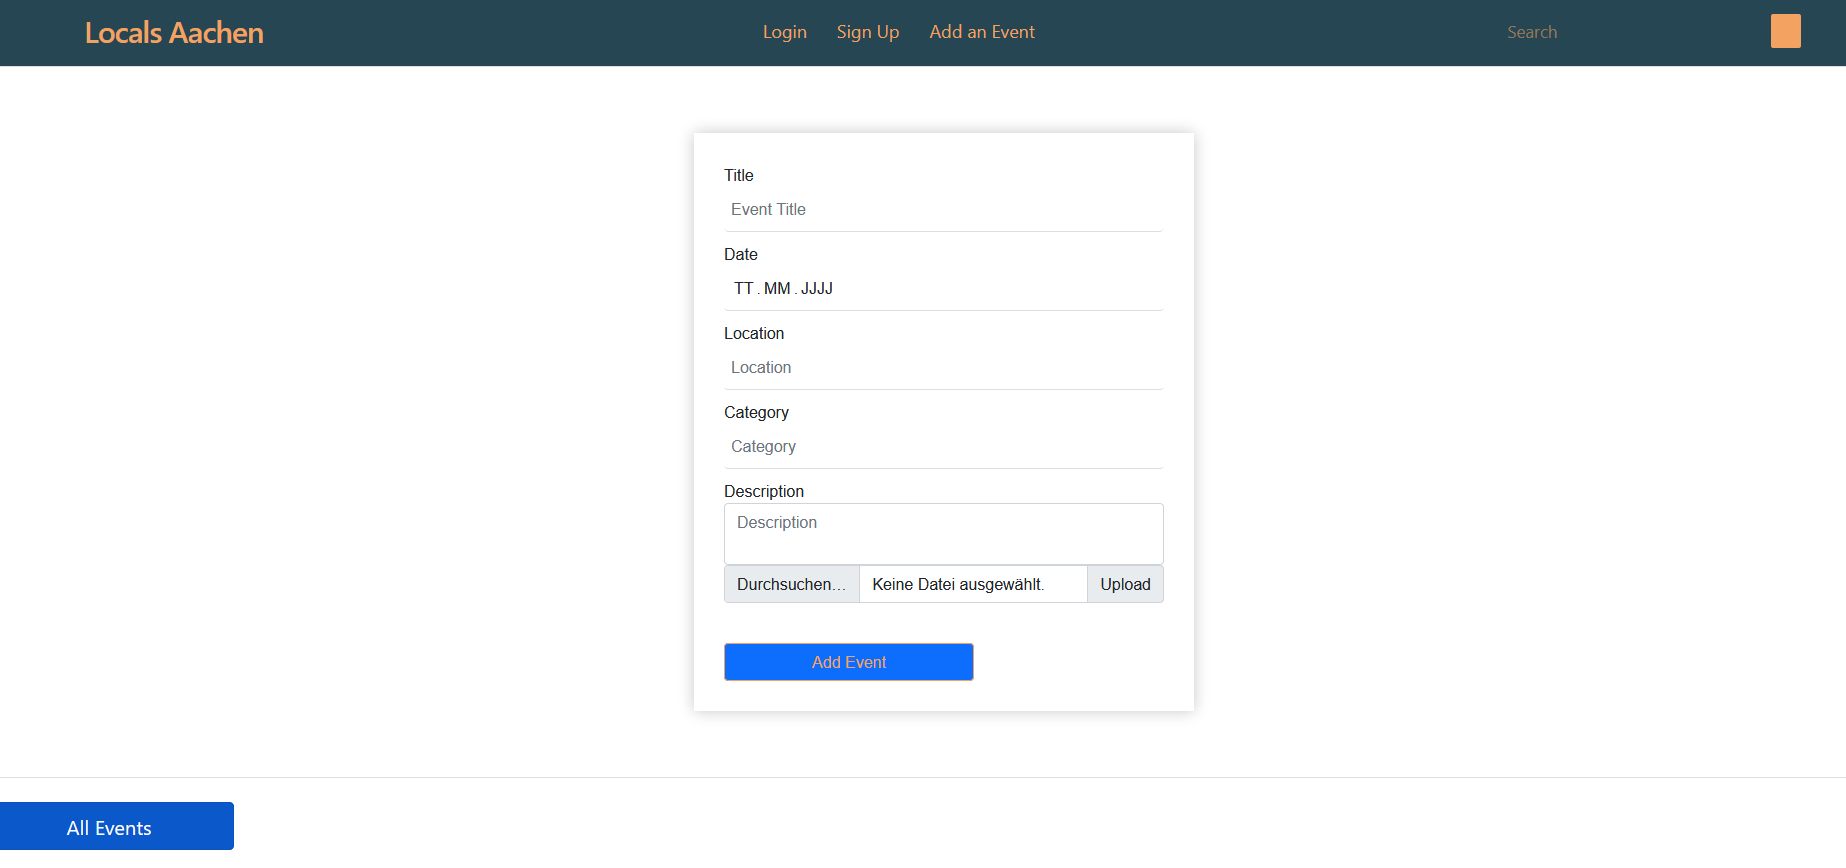 Locals Aachen Login Sign Up Add an Event Search
Title
Event Title
Date
TT . MM . JJJJ
Location
Location
Category
Category
Description
Description
Durchsuchen... Keine Datei ausgewählt. Upload
Add Event
All Events